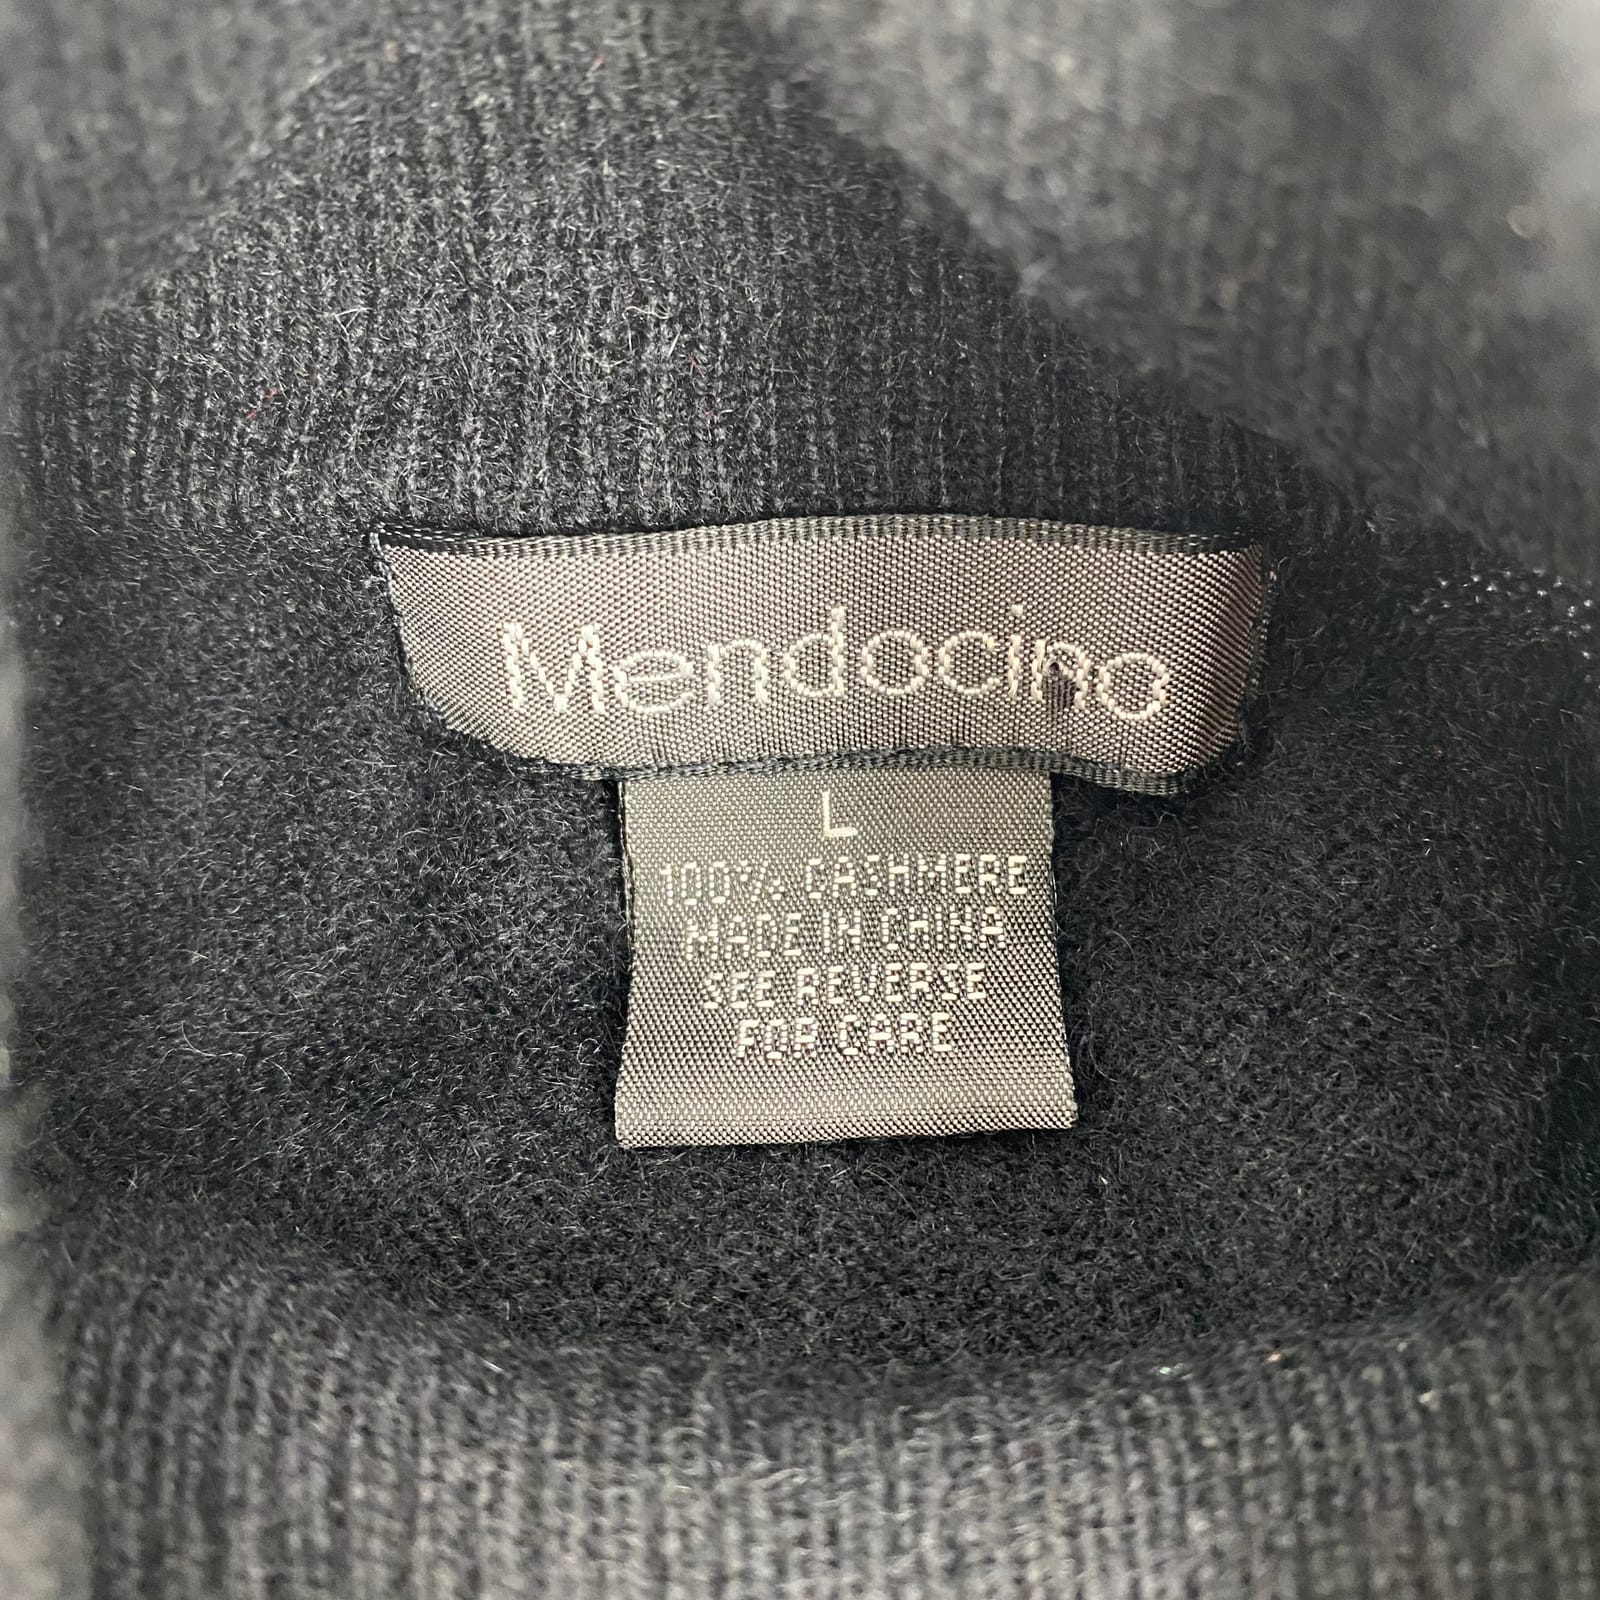 Mendocino
L
100% CASHMERE
MADE IN CHINA
SEE REVERSE
FOR CARE